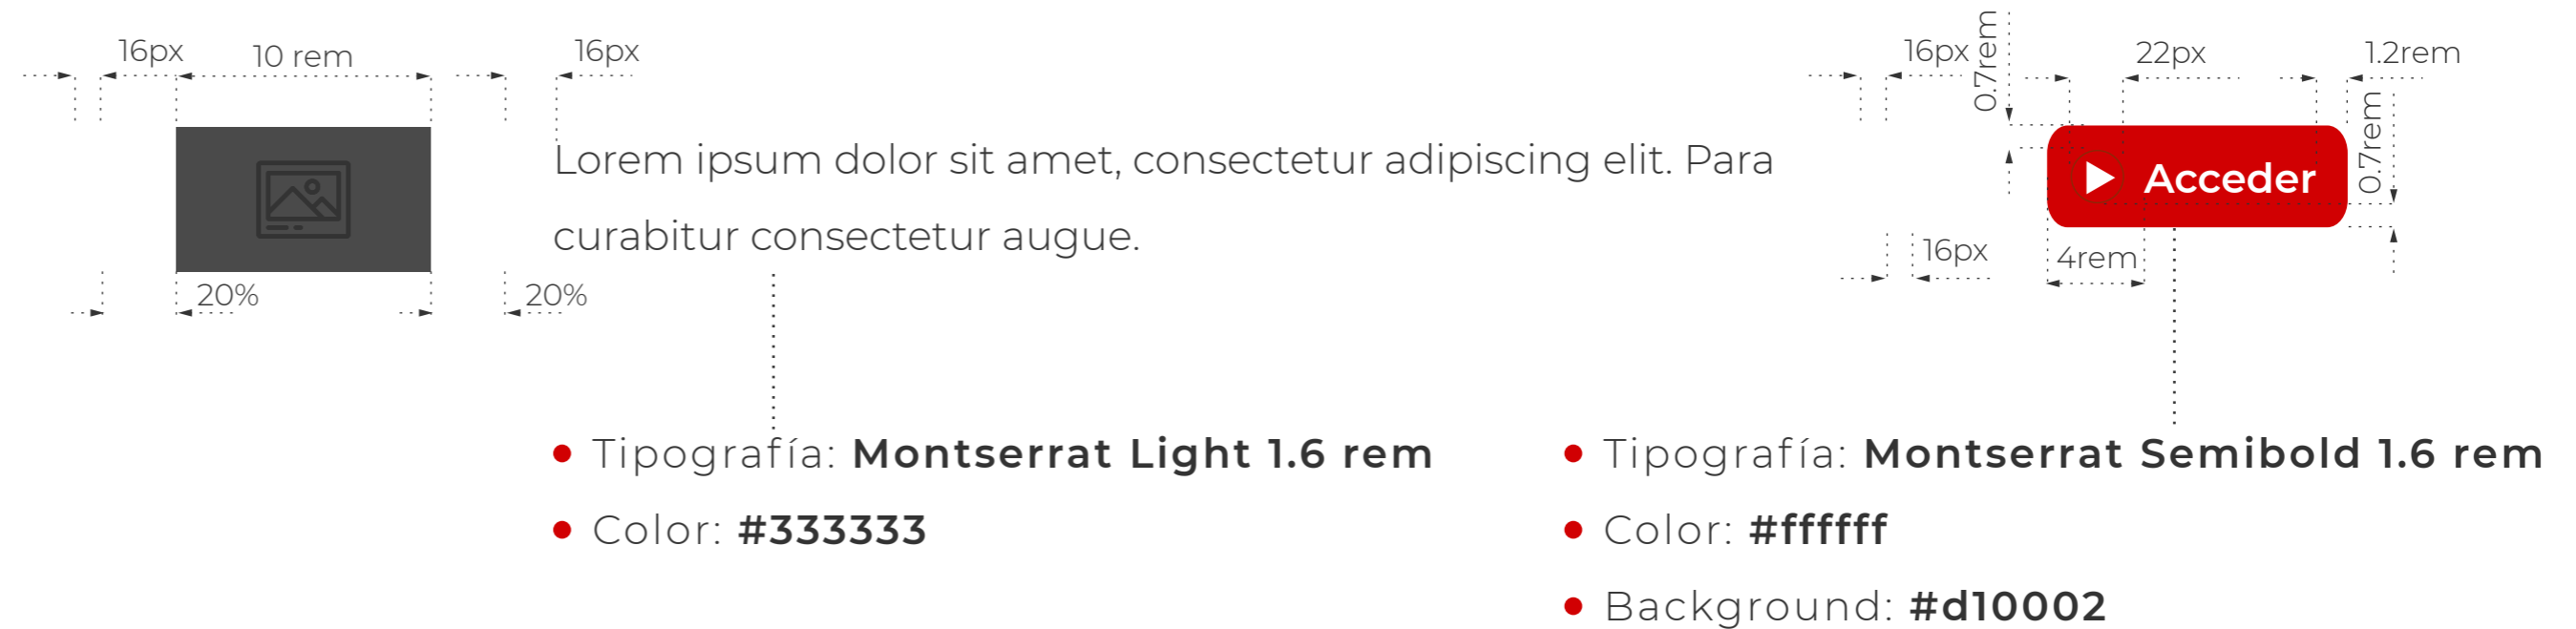 16px
10 rem
16px
16px
0.7rem
22px
1.2rem
Lorem ipsum dolor sit amet, consectetur adipiscing elit. Para
curabitur consectetur augue.
Acceder
0.7rem
16px
4rem
20%
20%
Tipografía: Montserrat Light 1.6 rem
Color: #333333
Tipografía: Montserrat Semibold 1.6 rem
Color: #ffffff
Background: #d10002